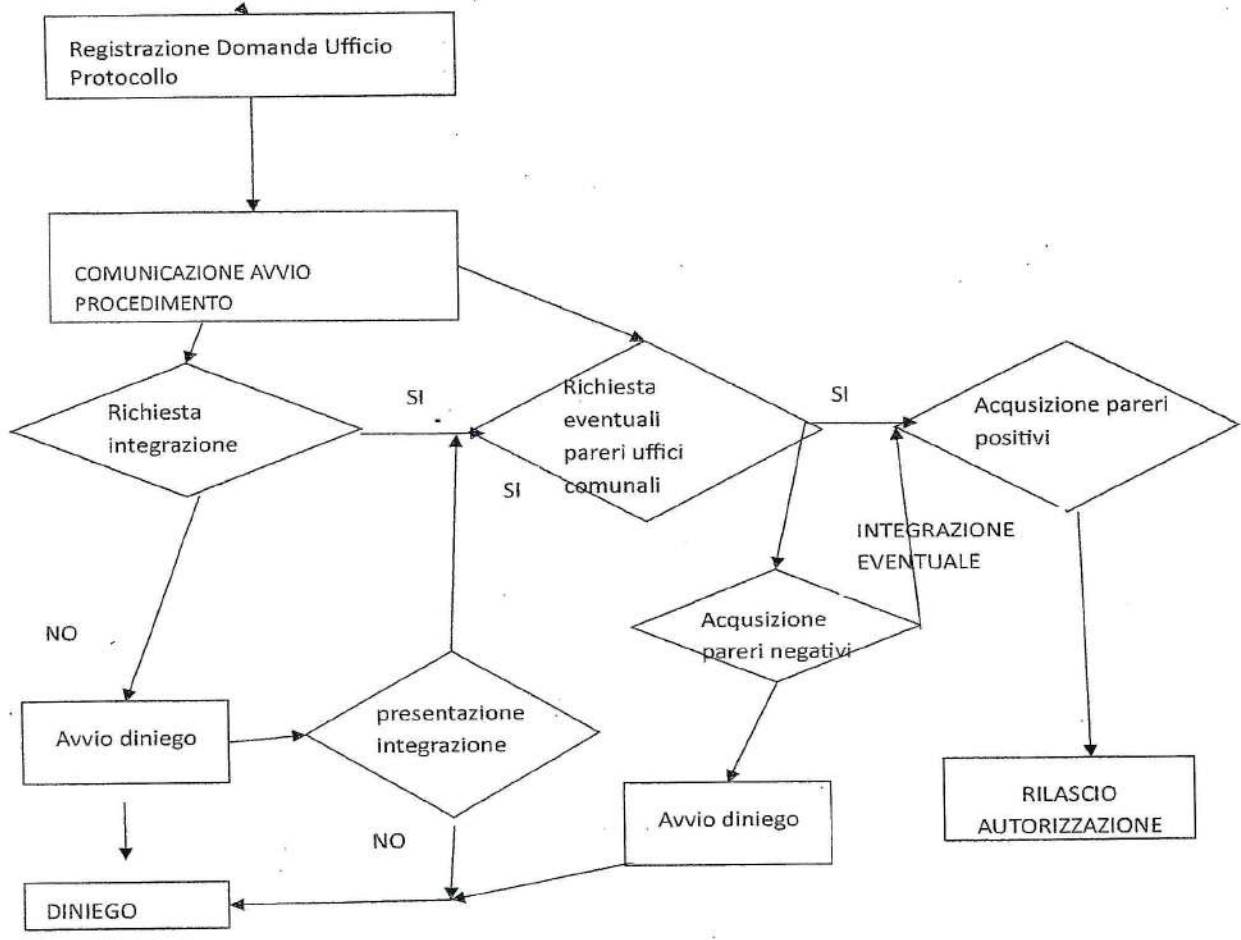 Registrazione Domanda Ufficio
Protocollo
COMUNICAZIONE AVVIO
PROCEDIMENTO
Richiesta
integrazione
SI
SI
Richiesta
eventuali
pareri uffici
comunali
SI
Acqusizione pareri
positivi
INTEGRAZIONE
EVENTUALE
NO
Acqusizione
pareri negativi
Avvio diniego
presentazione
integrazione
NO
Avvio diniego
RILASCIO
AUTORIZZAZIONE
DINIEGO